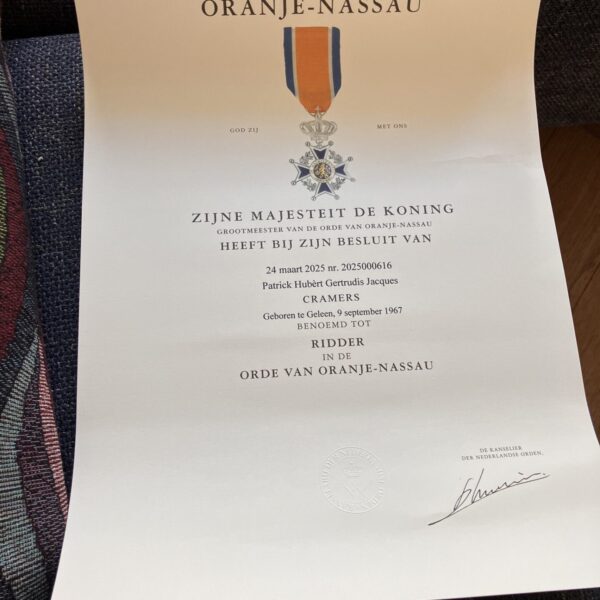 ORANJE-NASSAU
GOD ZIJ MET ONS
ZIJNE MAJESTEIT DE KONING
GROOTMEESTER VAN DE ORDE VAN ORANJE-NASSAU
HEEFT BIJ ZIJN BESLUIT VAN
24 maart 2025 nr. 2025000616
Patrick Hubèrt Gertrudis Jacques
CRAMERS
Geboren te Geleen, 9 september 1967
BENOEMD TOT
RIDDER
IN DE
ORDE VAN ORANJE-NASSAU
DE KANSELIER
DER NEDERLANDSE ORDEN,